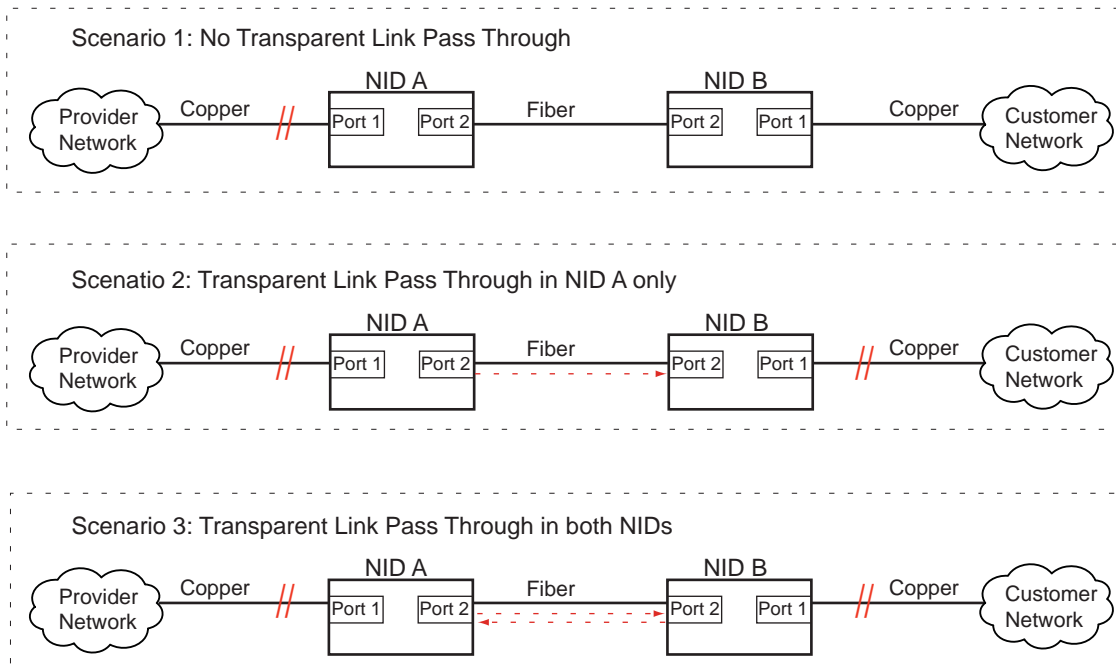 Scenario 1: No Transparent Link Pass Through
NID A
NID B
Provider
Network
Copper
Port 1
Port 2
Fiber
Port 2
Port 1
Copper
Customer
Network
Scenatio 2: Transparent Link Pass Through in NID A only
NID A
NID B
Provider
Network
Copper
Port 1
Port 2
Fiber
Port 2
Port 1
Copper
Customer
Network
Scenario 3: Transparent Link Pass Through in both NIDs
NID A
NID B
Provider
Network
Copper
Port 1
Port 2
Fiber
Port 2
Port 1
Copper
Customer
Network